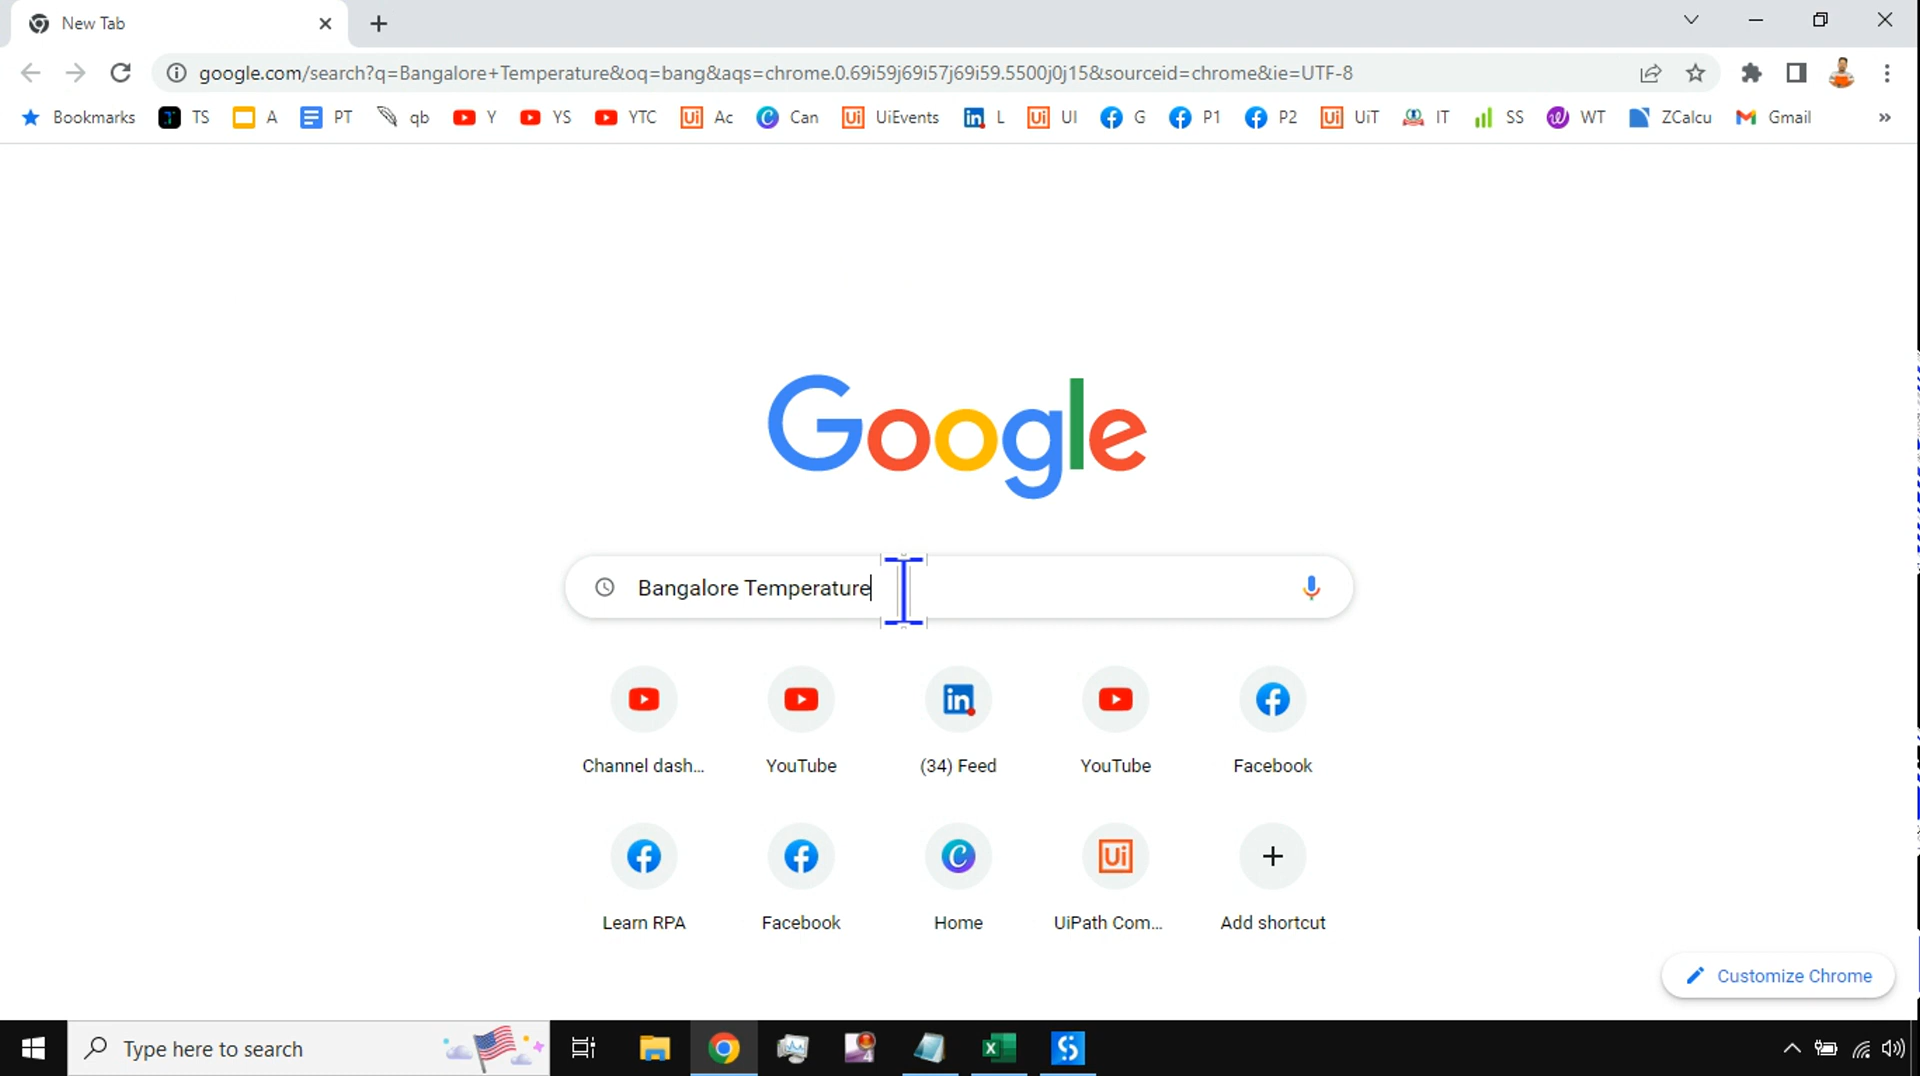 New Tab
google.com/search?q=Bangalore+Temperature&oq=bang&aqs=chrome.0.69i59j69i57j69i59.5500j0j15&sourceid=chrome&ie=UTF-8
Bookmarks TS A PT qb Y YS YTC Ac Can UiEvents L UI G P1 P2 UiT IT SS WT ZCalcu Gmail »
Google
Bangalore Temperature
Channel dash... YouTube (34) Feed YouTube Facebook
Learn RPA Facebook Home UiPath Com... Add shortcut
Customize Chrome
Type here to search